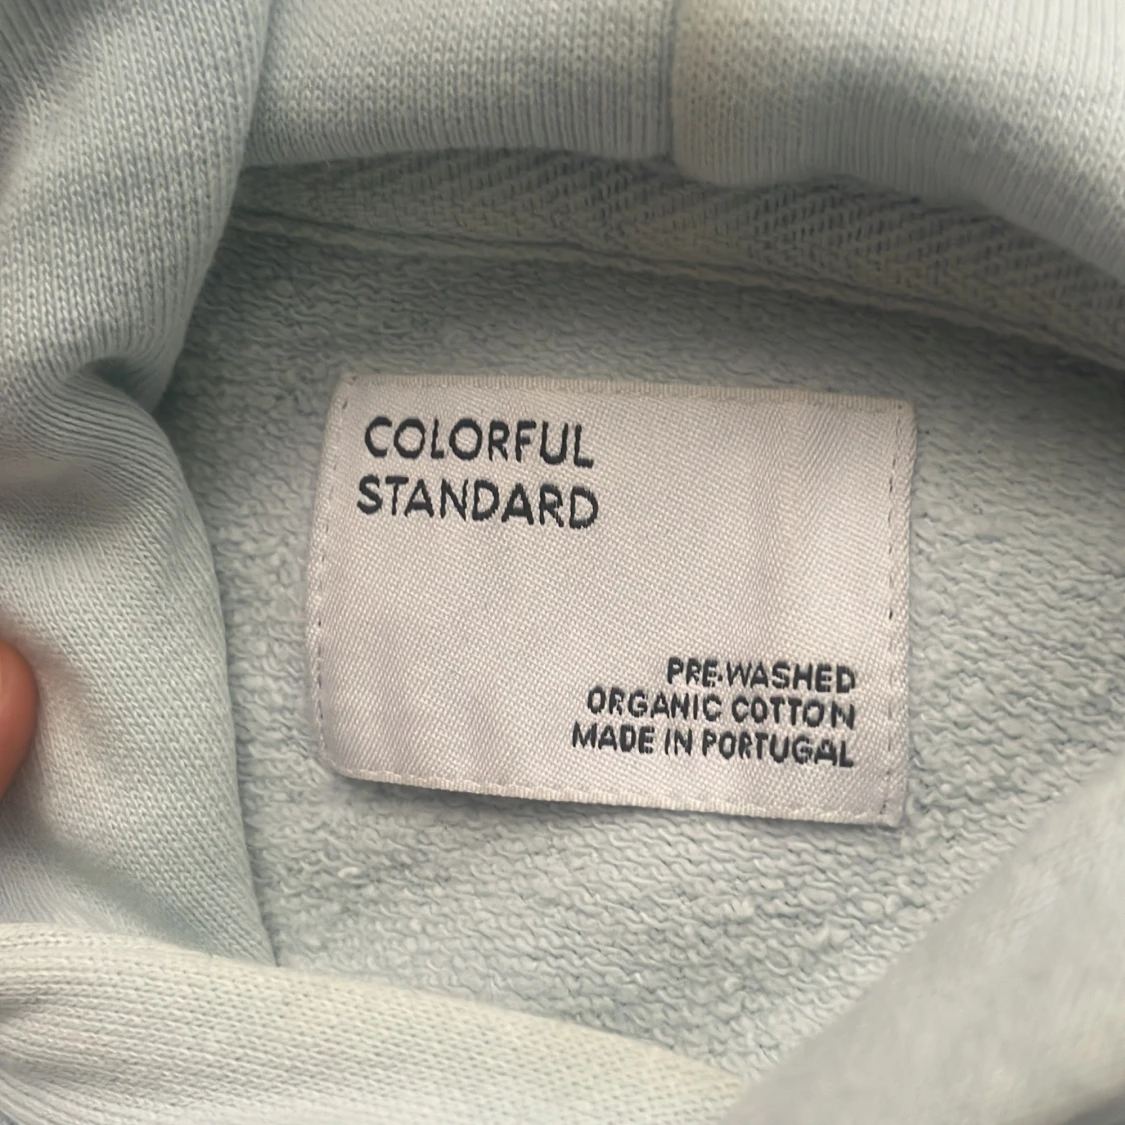 COLORFUL
STANDARD
PRE-WASHED
ORGANIC COTTON
MADE IN PORTUGAL